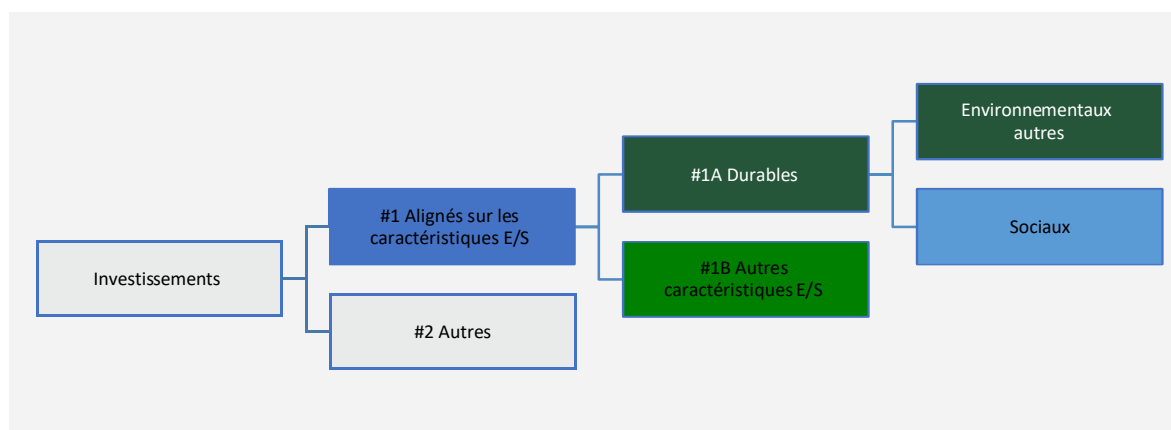 Investissements
#1 Alignés sur les
caractéristiques E/S
#2 Autres
#1A Durables
#1B Autres
caractéristiques E/S
Environnementaux
autres
Sociaux